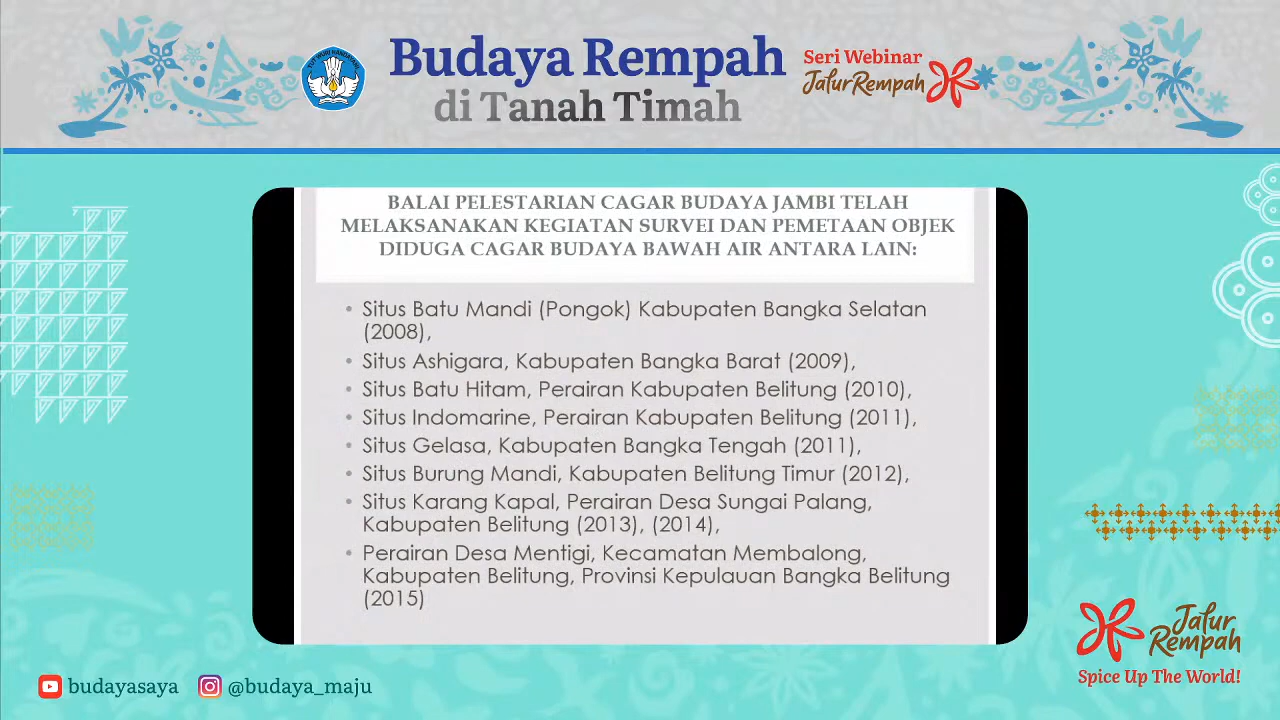 TUT WURI HANDAYANI
Budaya Rempah
di Tanah Timah
Seri Webinar
Jalur Rempah
BALAI PELESTARIAN CAGAR BUDAYA JAMBI TELAH
MELAKSANAKAN KEGIATAN SURVEI DAN PEMETAAN OBJEK
DIDUGA CAGAR BUDAYA BAWAH AIR ANTARA LAIN:
• Situs Batu Mandi (Pongok) Kabupaten Bangka Selatan
(2008),
• Situs Ashigara, Kabupaten Bangka Barat (2009),
• Situs Batu Hitam, Perairan Kabupaten Belitung (2010),
• Situs Indomarine, Perairan Kabupaten Belitung (2011),
• Situs Gelasa, Kabupaten Bangka Tengah (2011),
• Situs Burung Mandi, Kabupaten Belitung Timur (2012),
• Situs Karang Kapal, Perairan Desa Sungai Palang,
Kabupaten Belitung (2013), (2014),
• Perairan Desa Mentigi, Kecamatan Membalong,
Kabupaten Belitung, Provinsi Kepulauan Bangka Belitung
(2015)
Jalur
Rempah
Spice Up The World!
budayasaya
@budaya_maju